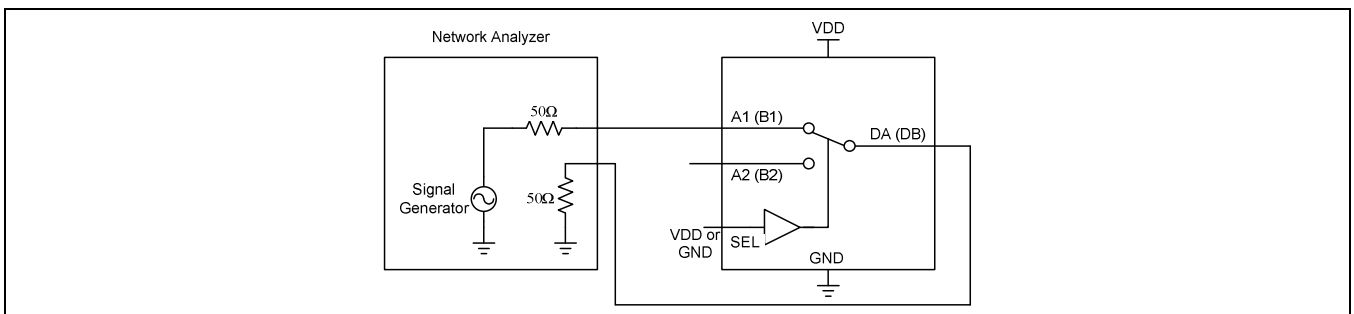 VDD
Network Analyzer
50Ω
A1 (B1)
DA (DB)
A2 (B2)
Signal
Generator
50Ω
VDD or
GND
SEL
GND